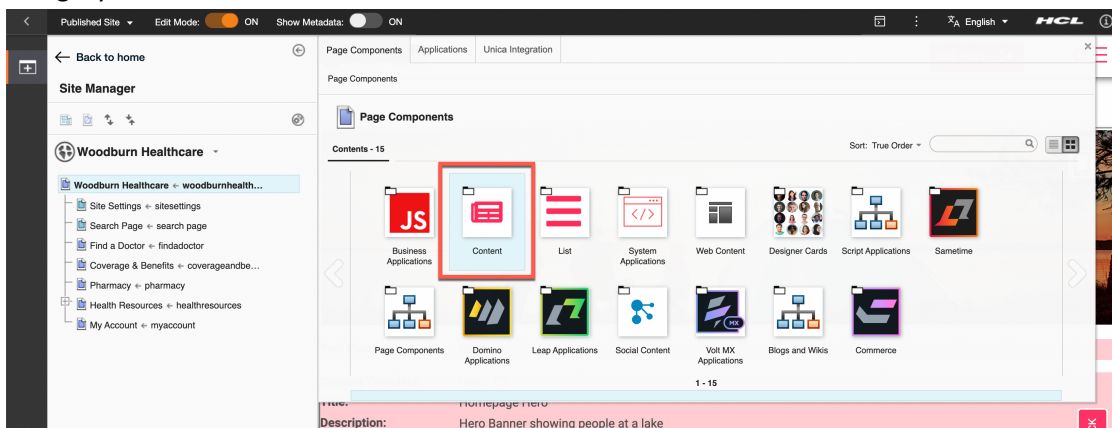 Published Site
Edit Mode:
ON
Show Metadata:
ON
English
HCL
Back to home
Site Manager
Woodburn Healthcare
Woodburn Healthcare ← woodburnhealth...
Site Settings ← sitesettings
Search Page ← search page
Find a Doctor ← findadoctor
Coverage & Benefits ← coverageandbe...
Pharmacy ← pharmacy
Health Resources ← healthresources
My Account ← myaccount
Page Components
Applications
Unica Integration
Page Components
Page Components
Contents - 15
Sort: True Order
JS
</>
MX
Business
Applications
Content
List
System
Applications
Web Content
Designer Cards
Script Applications
Sametime
Page Components
Domino
Applications
Leap Applications
Social Content
Volt MX
Applications
Blogs and Wikis
Commerce
1 - 15
Title:
Homepage Hero
Description:
Hero Banner showing people at a lake